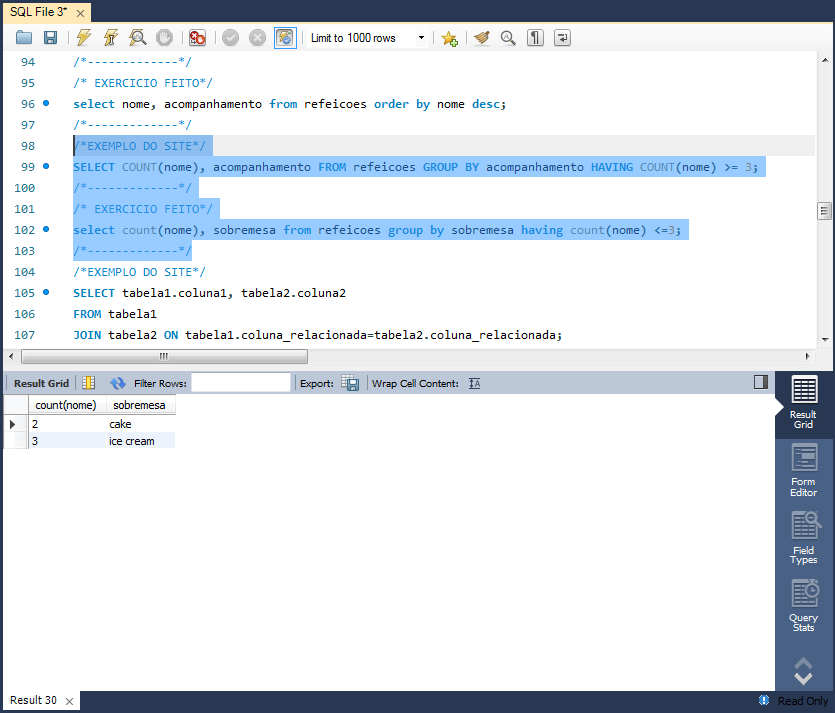 SQL File 3*
Limit to 1000 rows
94 /*-------------*/
95 /* EXERCICIO FEITO*/
96 select nome, acompanhamento from refeicoes order by nome desc;
97 /*-------------*/
98 /*EXEMPLO DO SITE*/
99 SELECT COUNT(nome), acompanhamento FROM refeicoes GROUP BY acompanhamento HAVING COUNT(nome) >= 3;
100 /*-------------*/
101 /* EXERCICIO FEITO*/
102 select count(nome), sobremesa from refeicoes group by sobremesa having count(nome) <=3;
103 /*-------------*/
104 /*EXEMPLO DO SITE*/
105 SELECT tabela1.coluna1, tabela2.coluna2
106 FROM tabela1
107 JOIN tabela2 ON tabela1.coluna_relacionada=tabela2.coluna_relacionada;
Result Grid Filter Rows: Export: Wrap Cell Content: IA
count(nome) sobremesa
2 cake
3 ice cream
Result
Grid
Form
Editor
Field
Types
Query
Stats
Result 30
Read Only